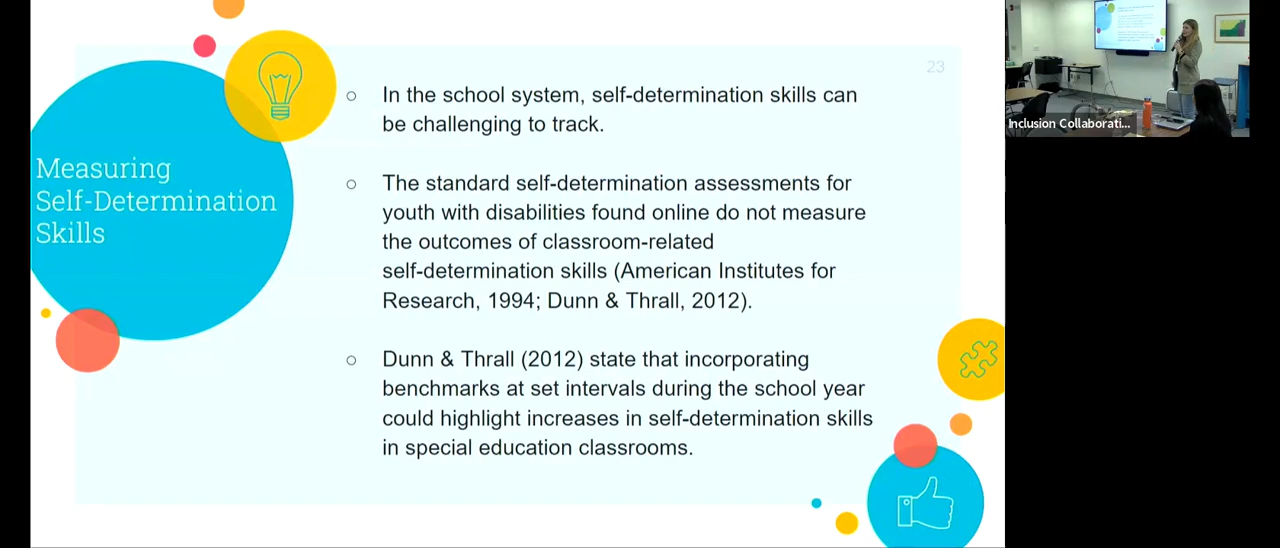 23
Measuring
Self-Determination
Skills
○ In the school system, self-determination skills can
be challenging to track.
○ The standard self-determination assessments for
youth with disabilities found online do not measure
the outcomes of classroom-related
self-determination skills (American Institutes for
Research, 1994; Dunn & Thrall, 2012).
○ Dunn & Thrall (2012) state that incorporating
benchmarks at set intervals during the school year
could highlight increases in self-determination skills
in special education classrooms.
Inclusion Collaborati...